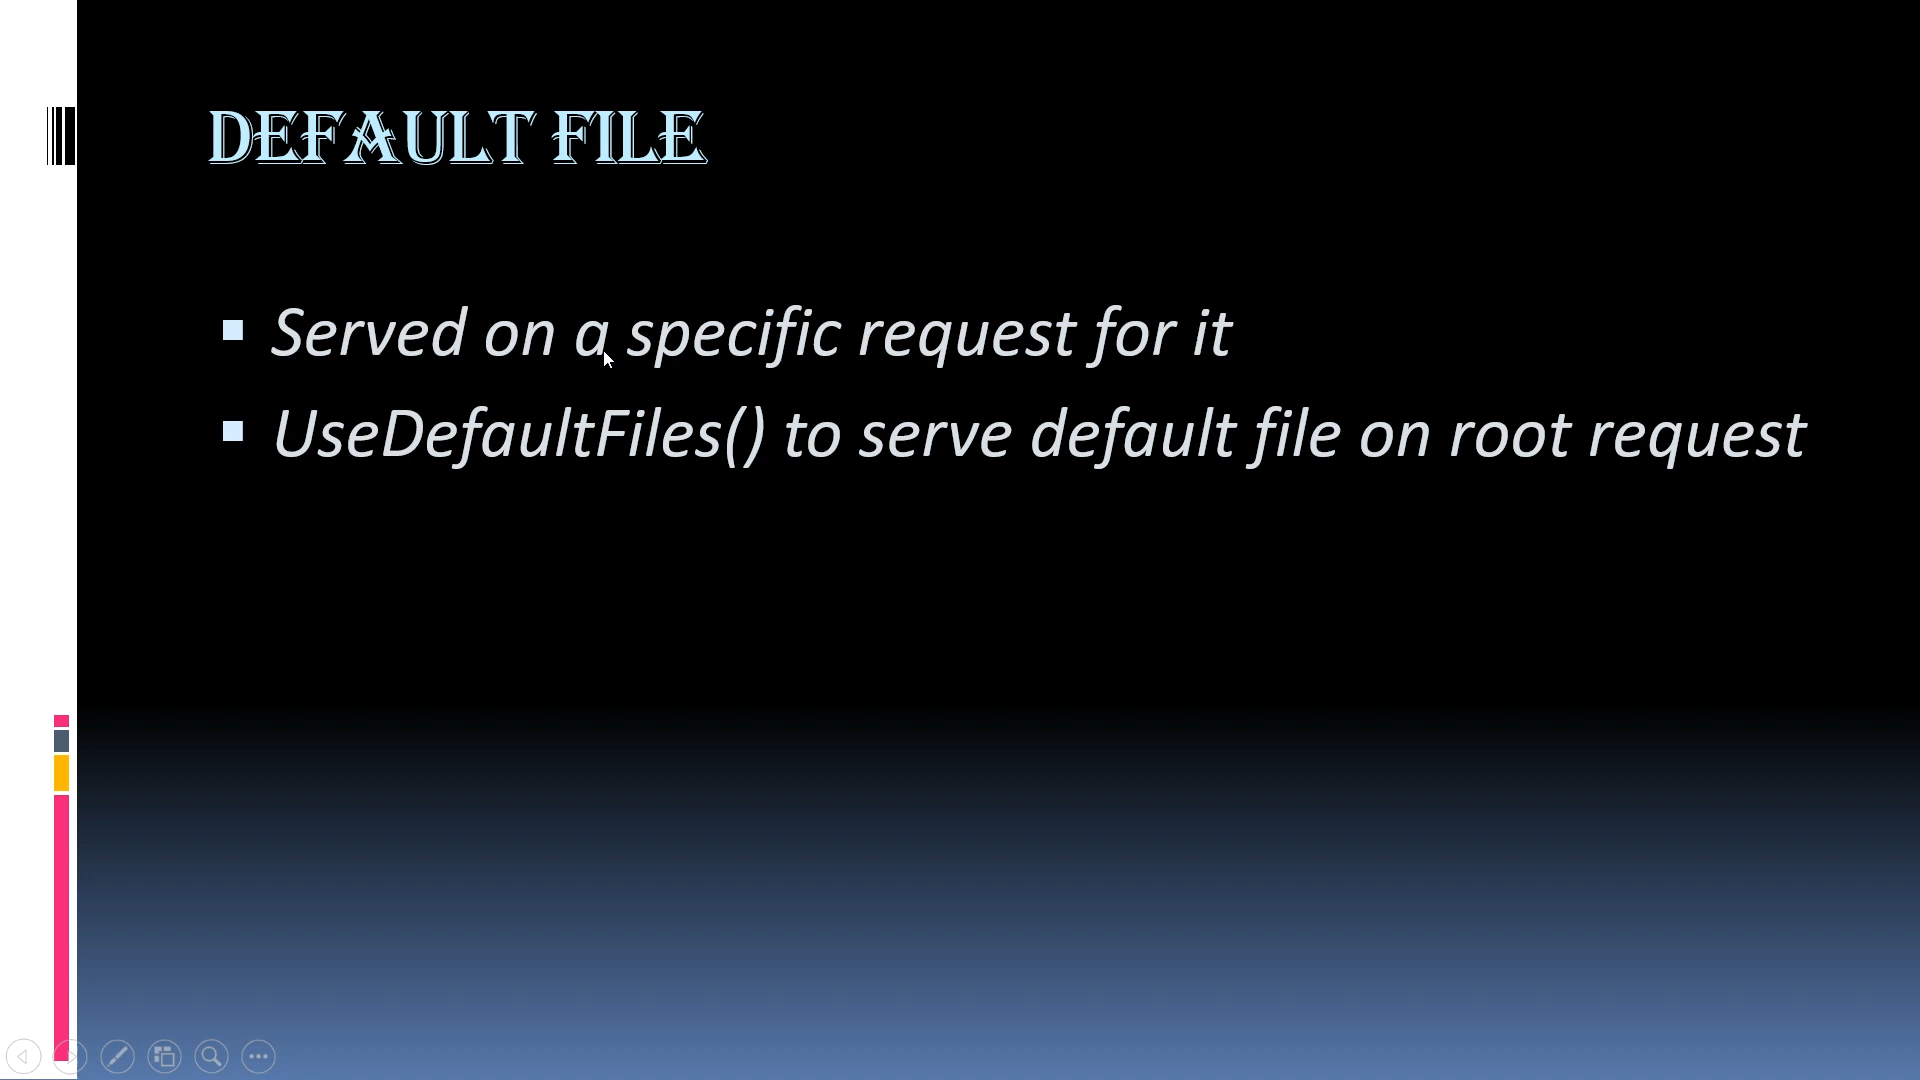 DEFAULT FILE
Served on a specific request for it
UseDefaultFiles() to serve default file on root request